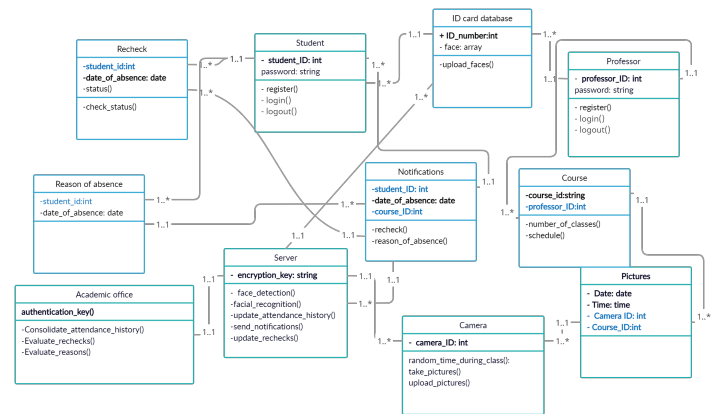 ID card database
+ ID_number:int
- face: array
-upload_faces()
1..1
1..*
Student
- student_ID: int
password: string
- register()
- login()
- logout()
1..1
1..*
1..*
Recheck
-student_id:int
-date_of_absence: date
-status()
-check_status()
1..*
1..*
Professor
- professor_ID: int
password: string
- register()
- login()
- logout()
1..1
1..1
Reason of absence
-student_id:int
-date_of_absence: date
1..*
1..1
Notifications
-student_ID: int
-date_of_absence: date
-course_ID:int
-recheck()
-reason_of_absence()
1..1
1..*
1..1
1..1
Course
-course_id:string
-professor_ID:int
-number_of_classes()
-schedule()
1..1
1..*
Server
- encryption_key: string
- face_detection()
-facial_recognition()
-update_attendance_history()
-send_notifications()
-update_rechecks()
1..1
1..1
1..1
1..*
Academic office
authentication_key()
-Consolidate_attendance_history()
-Evaluate_rechecks()
-Evaluate_reasons()
1..1
Camera
- camera_ID: int
random_time_during_class():
take_pictures()
upload_pictures()
1..*
1..*
Pictures
- Date: date
- Time: time
- Camera ID: int
- Course_ID:int
1..1
1..*